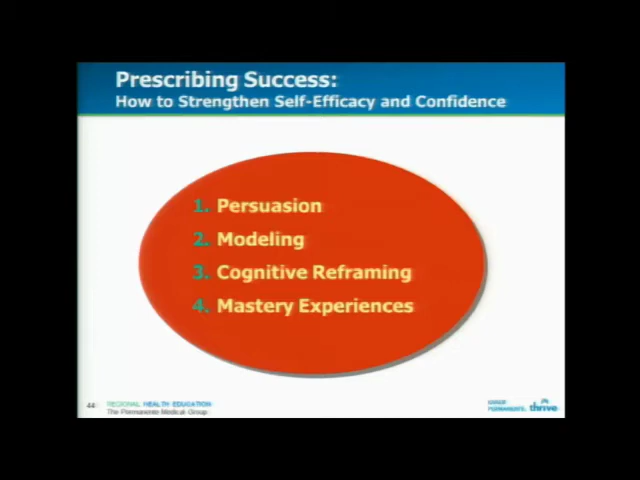 Prescribing Success:
How to Strengthen Self-Efficacy and Confidence
1. Persuasion
2. Modeling
3. Cognitive Reframing
4. Mastery Experiences
44
REGIONAL HEALTH EDUCATION
The Permanente Medical Group
PERMANENTE. thrive